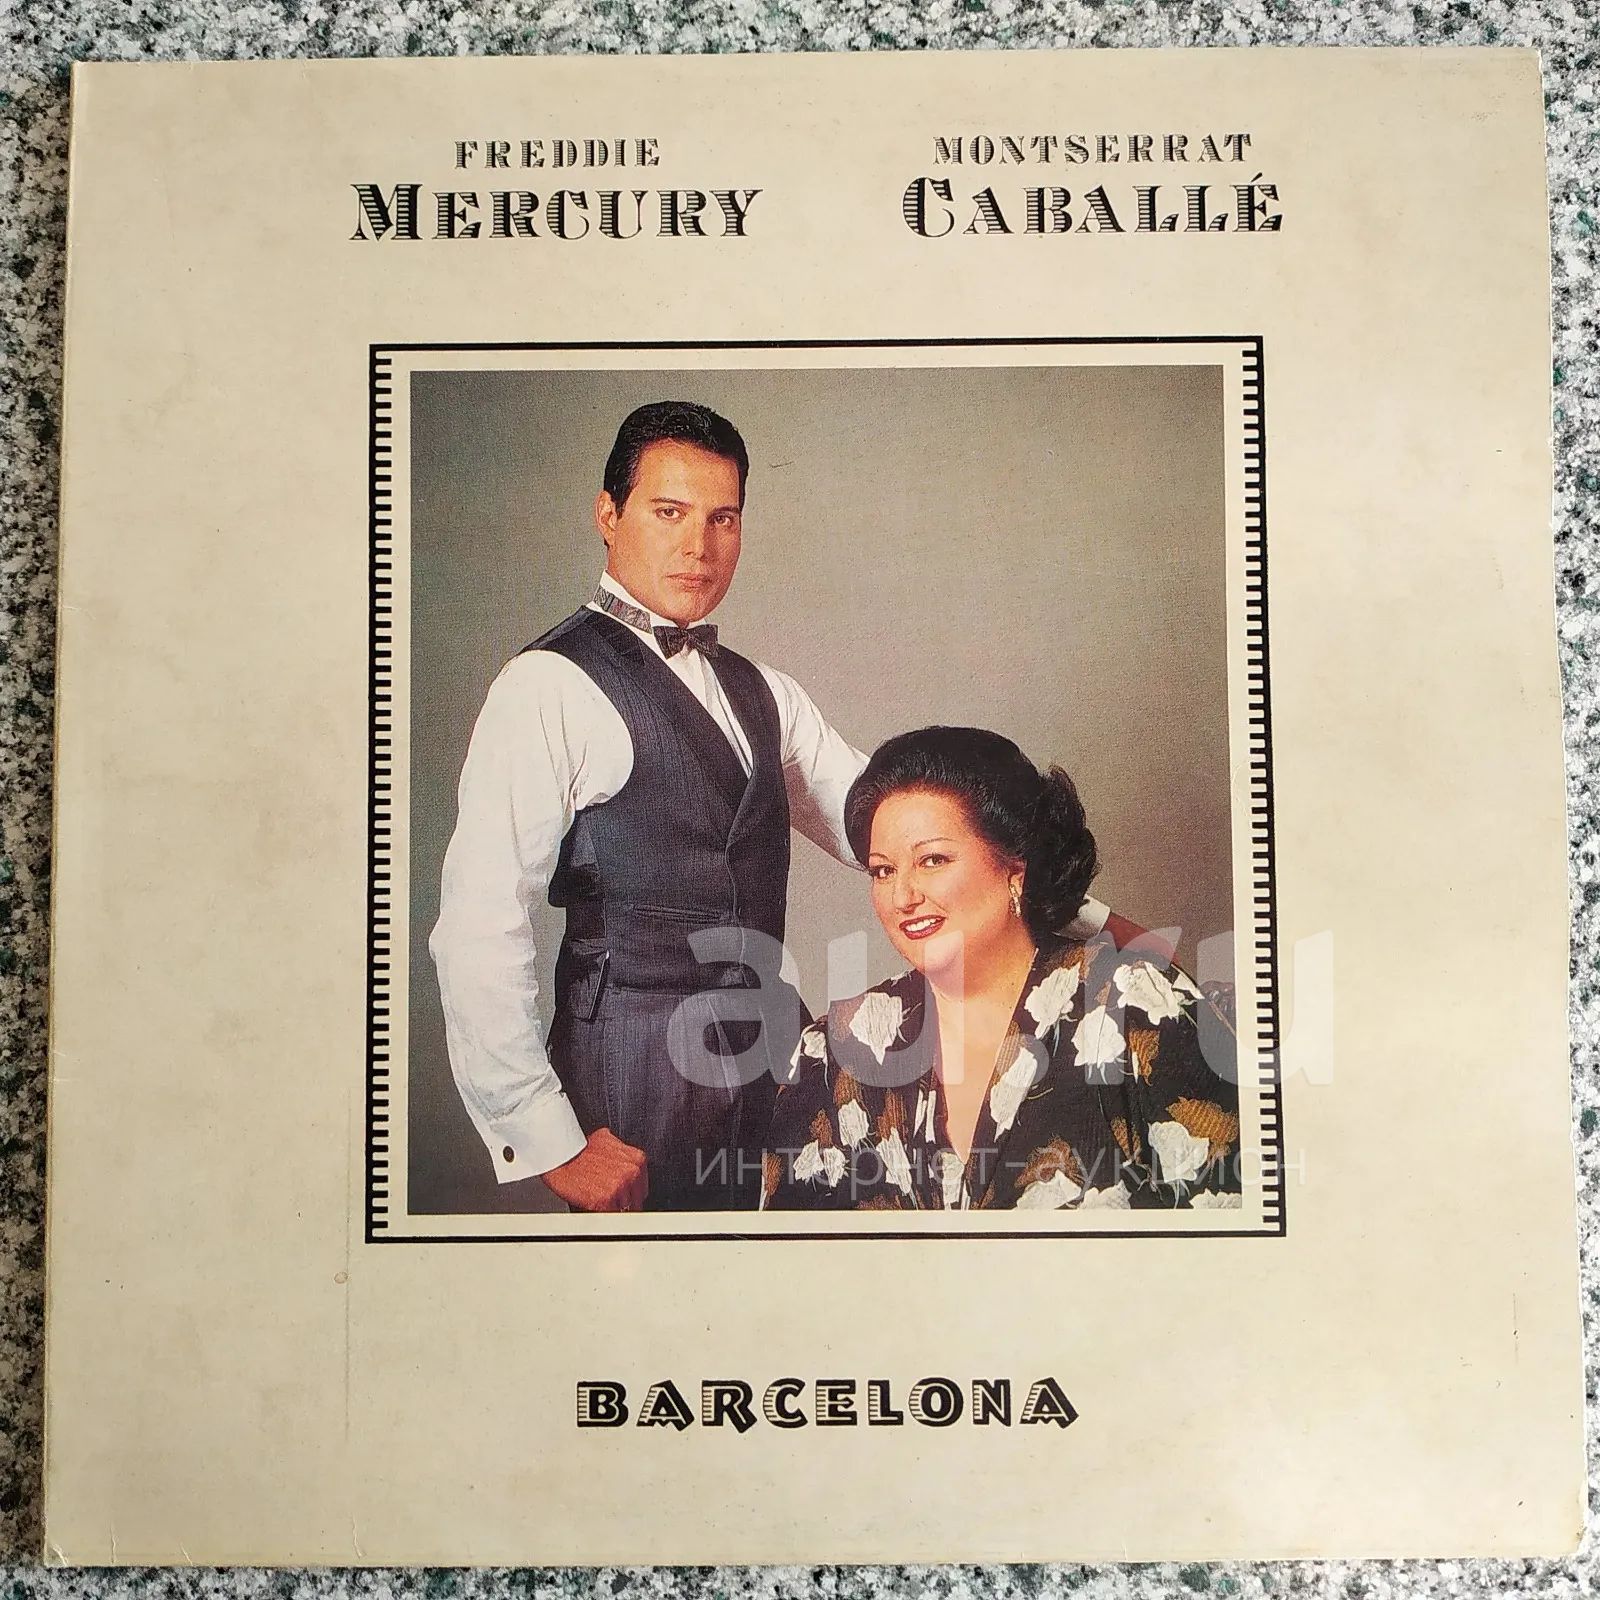 FREDDIE
MERCURY
MONTSERRAT
CABALLÉ
au.ru
интернет-аукцион
BARCELONA